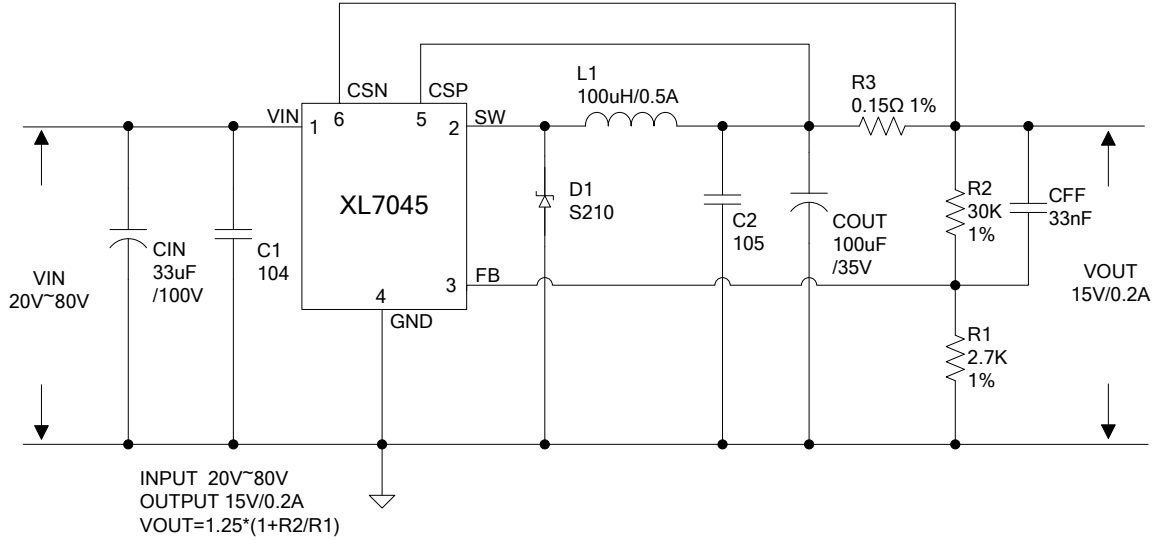 CSN
CSP
L1
100uH/0.5A
R3
0.15Ω 1%
VIN
1
6
5
2
SW
XL7045
D1
S210
R2
30K
1%
CFF
33nF
CIN
33uF
/100V
C1
104
C2
105
COUT
100uF
/35V
VIN
20V~80V
3
FB
VOUT
15V/0.2A
4
GND
R1
2.7K
1%
INPUT 20V~80V
OUTPUT 15V/0.2A
VOUT=1.25*(1+R2/R1)